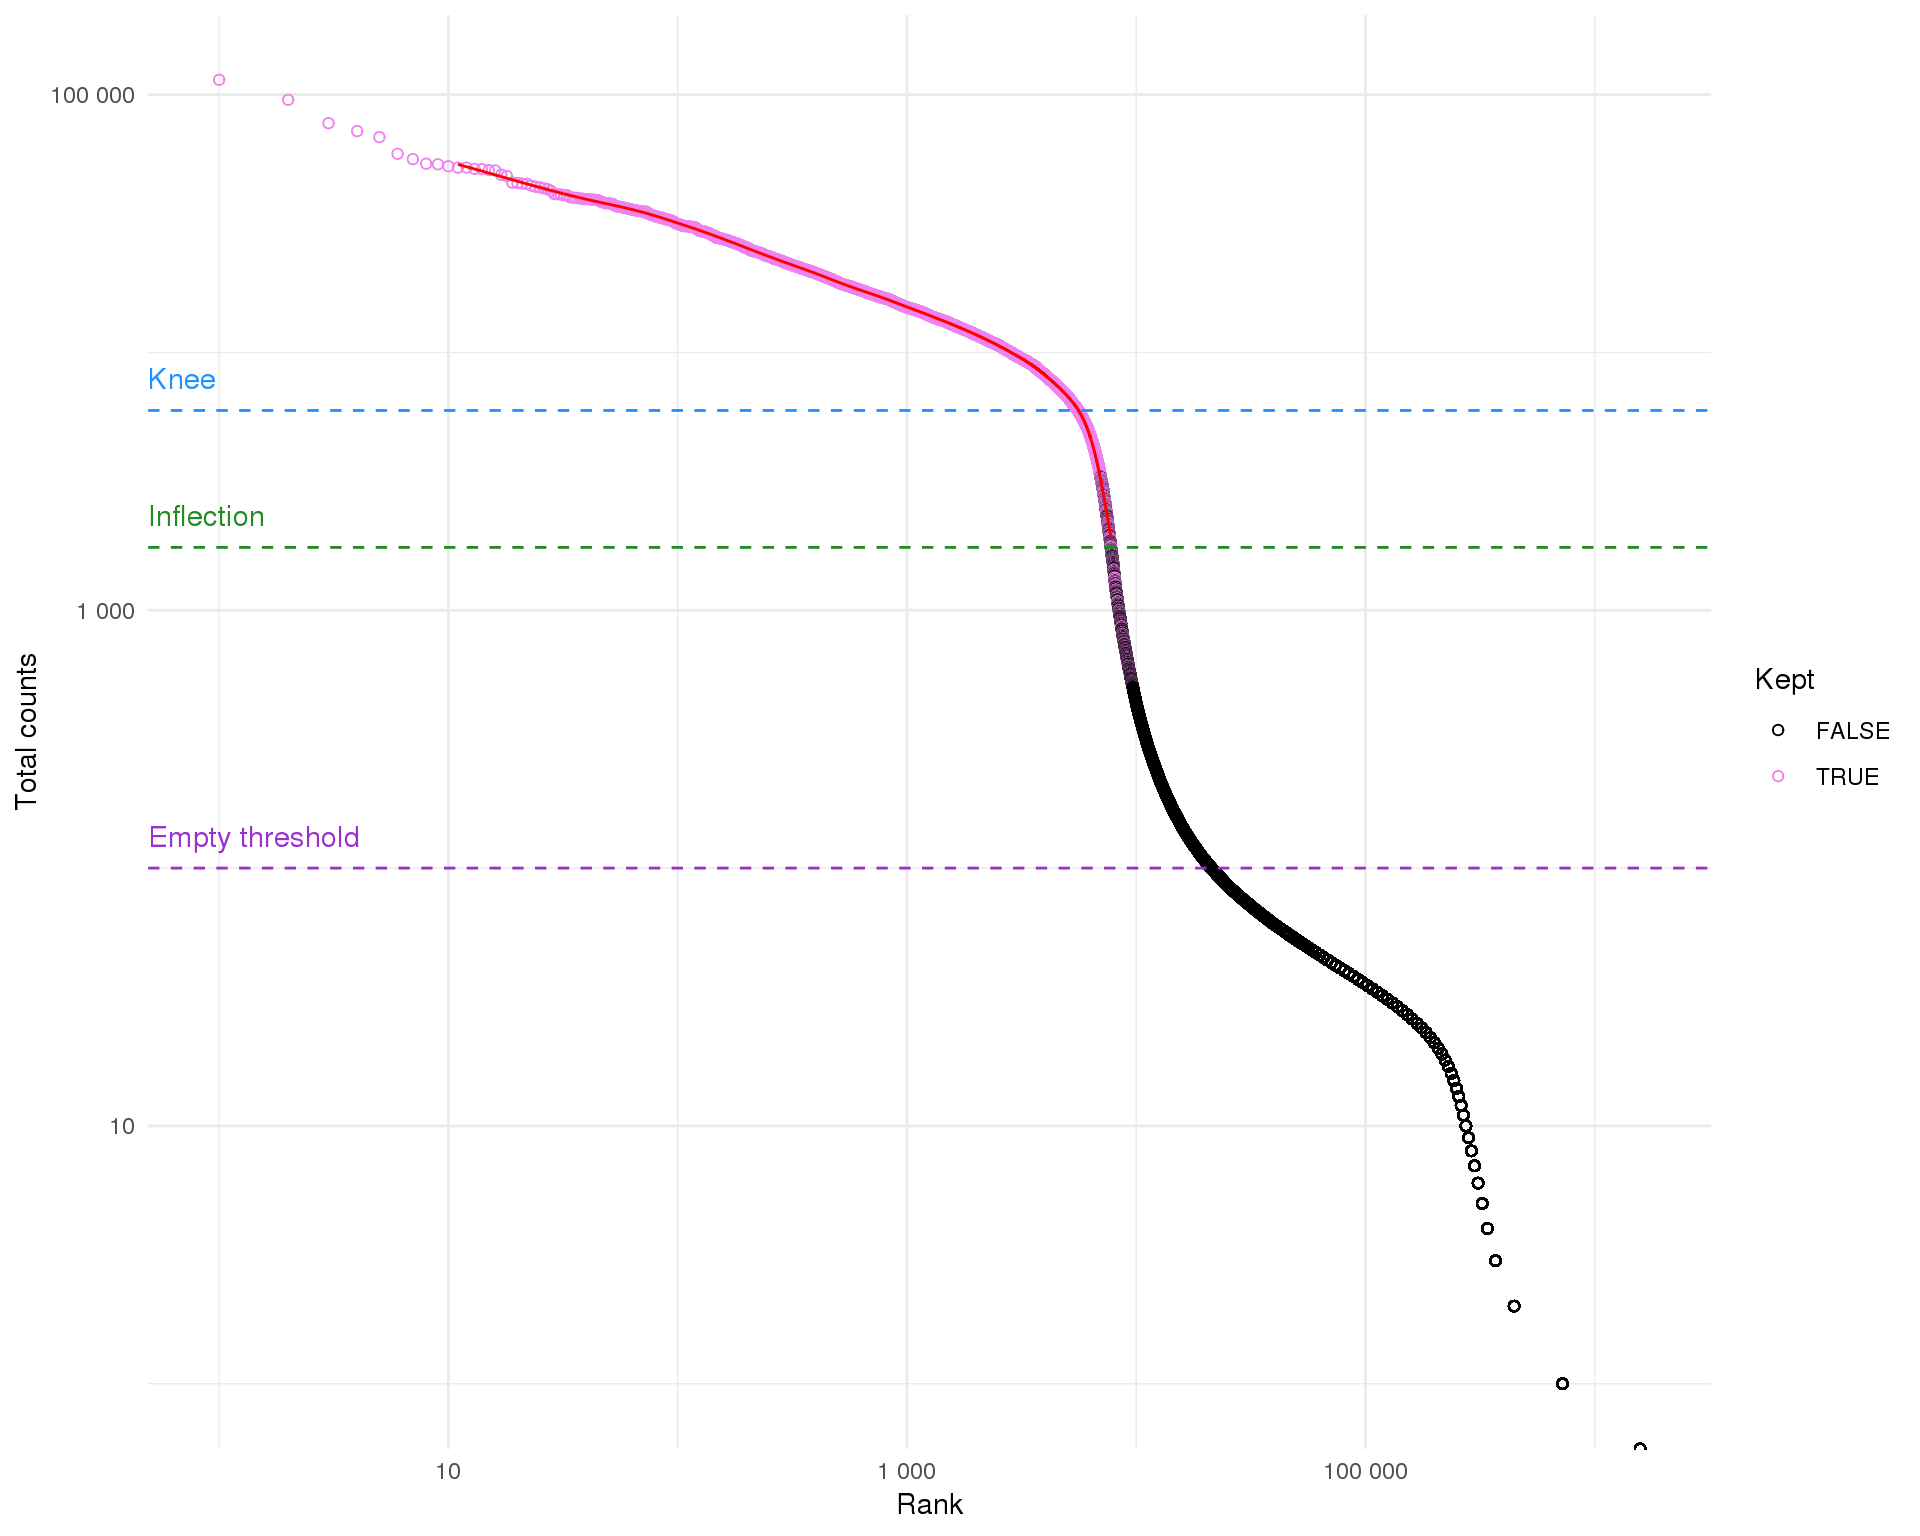 100 000
Knee
Inflection
1 000
Empty threshold
10
Total counts
10
1 000
100 000
Rank
Kept
FALSE
TRUE